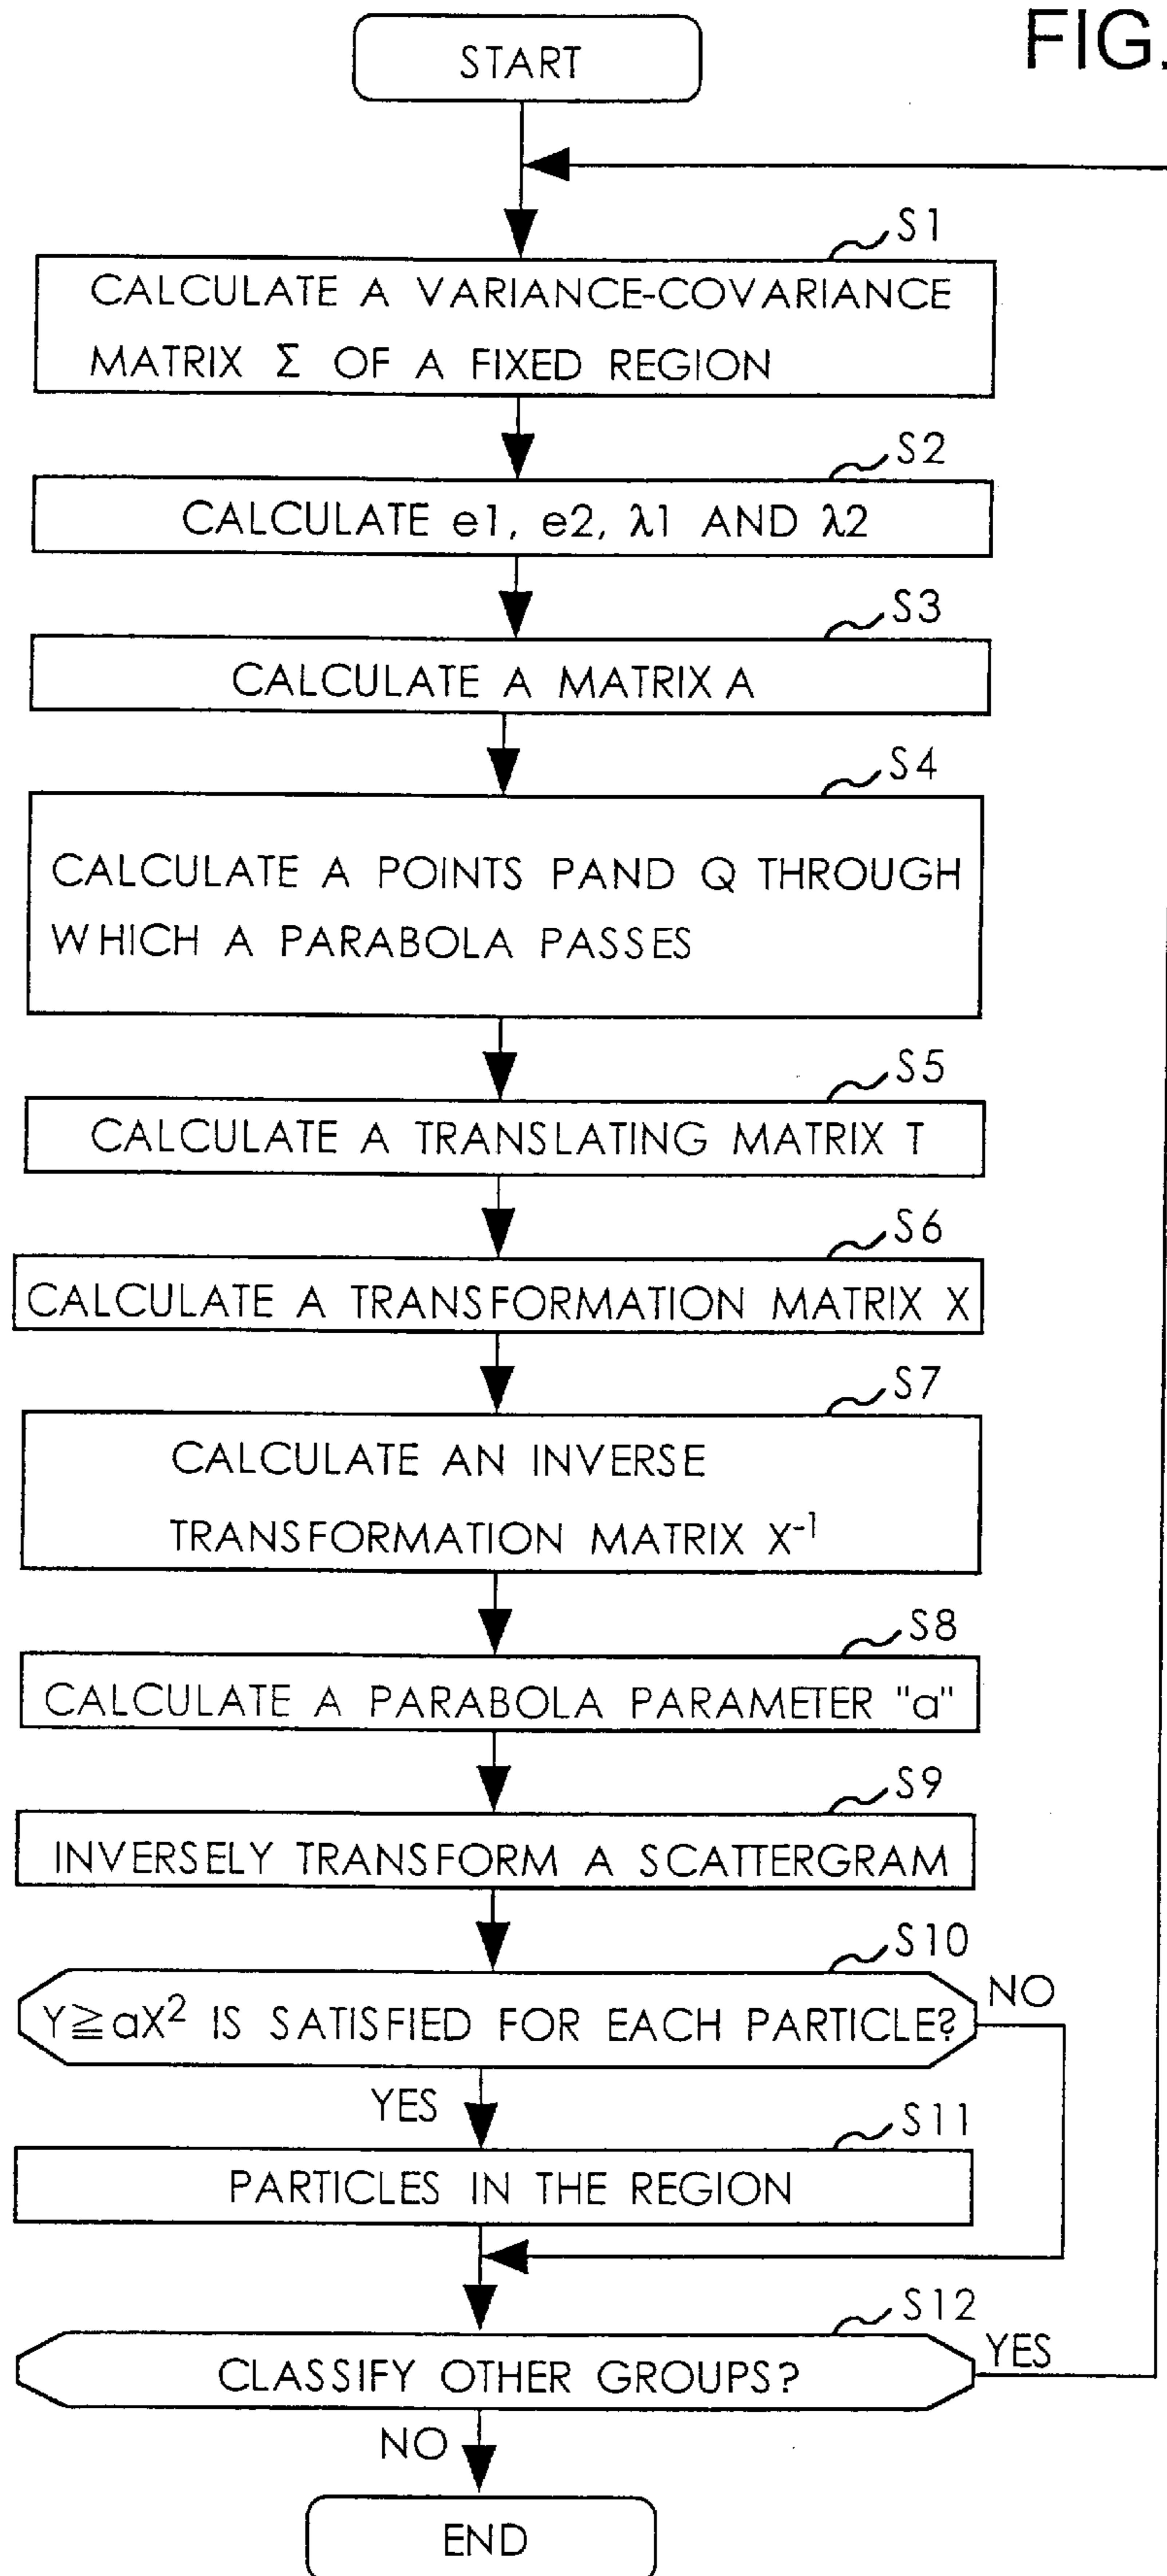 FIG.
START
S1
CALCULATE A VARIANCE-COVARIANCE
MATRIX Σ OF A FIXED REGION
S2
CALCULATE e1, e2, λ1 AND λ2
S3
CALCULATE A MATRIX A
S4
CALCULATE A POINTS PAND Q THROUGH
WHICH A PARABOLA PASSES
S5
CALCULATE A TRANSLATING MATRIX T
S6
CALCULATE A TRANSFORMATION MATRIX X
S7
CALCULATE AN INVERSE
TRANSFORMATION MATRIX X⁻¹
S8
CALCULATE A PARABOLA PARAMETER "a"
S9
INVERSELY TRANSFORM A SCATTERGRAM
S10
Y≧aX² IS SATISFIED FOR EACH PARTICLE?
NO
YES
S11
PARTICLES IN THE REGION
S12
CLASSIFY OTHER GROUPS?
YES
NO
END